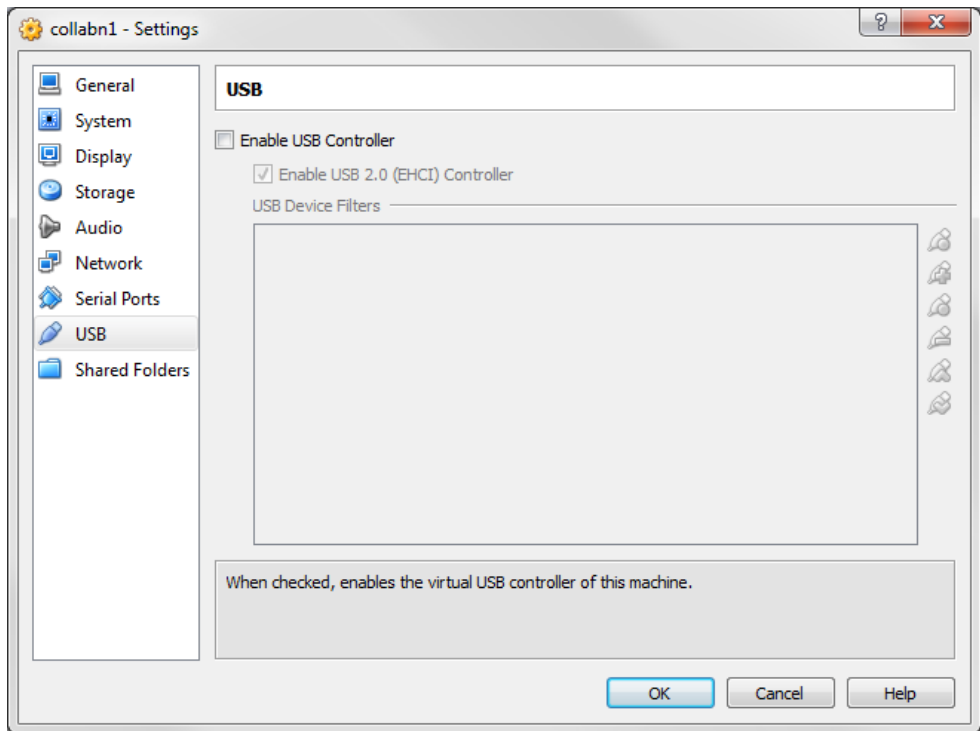 collabn1 - Settings
General
System
Display
Storage
Audio
Network
Serial Ports
USB
Shared Folders
USB
Enable USB Controller
Enable USB 2.0 (EHCI) Controller
USB Device Filters
When checked, enables the virtual USB controller of this machine.
OK Cancel Help